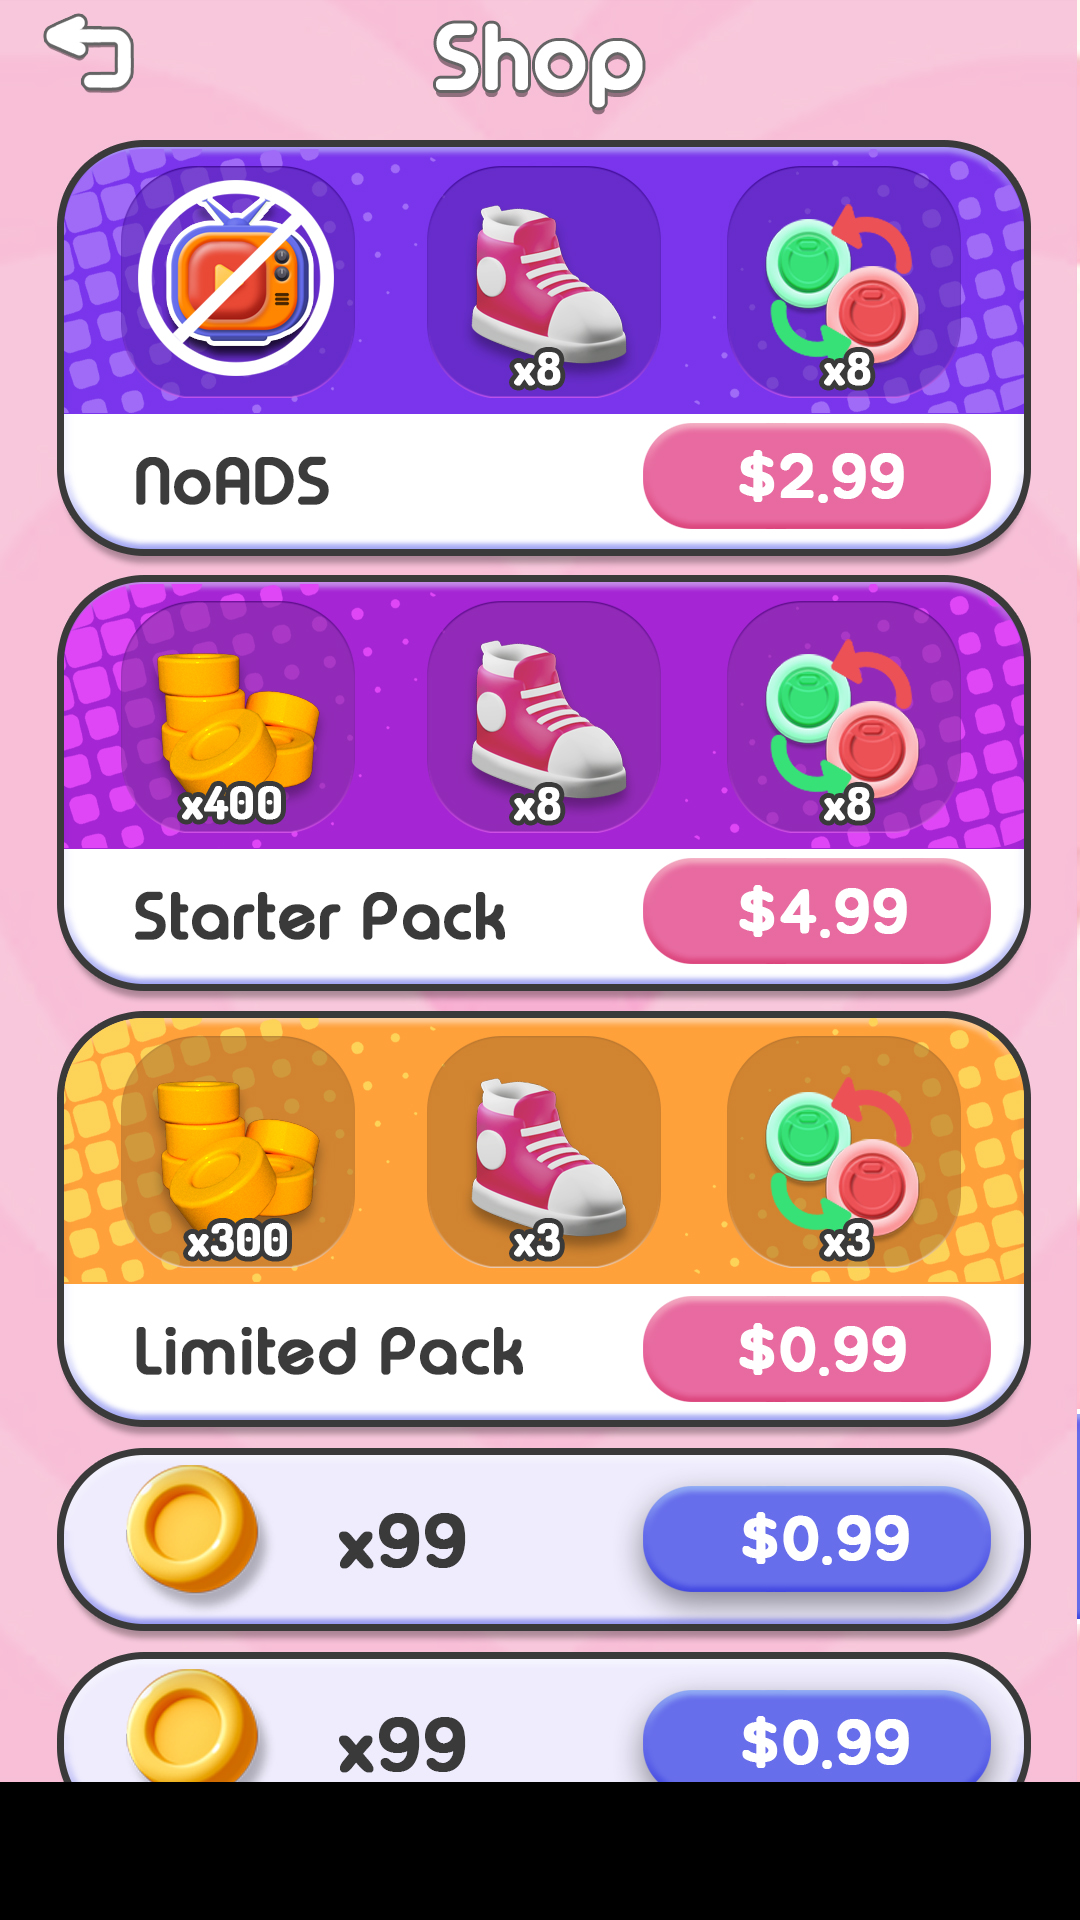 Shop
x8
x8
NoADS
$2.99
x400
x8
x8
Starter Pack
$4.99
x300
x3
x3
Limited Pack
$0.99
x99
$0.99
x99
$0.99